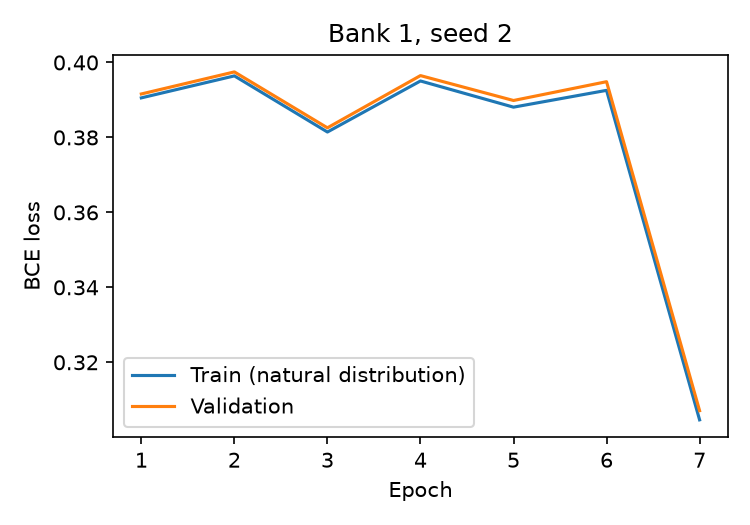 Bank 1, seed 2
0.40
0.38
0.36
0.34
0.32
BCE loss
Train (natural distribution)
Validation
1 2 3 4 5 6 7
Epoch